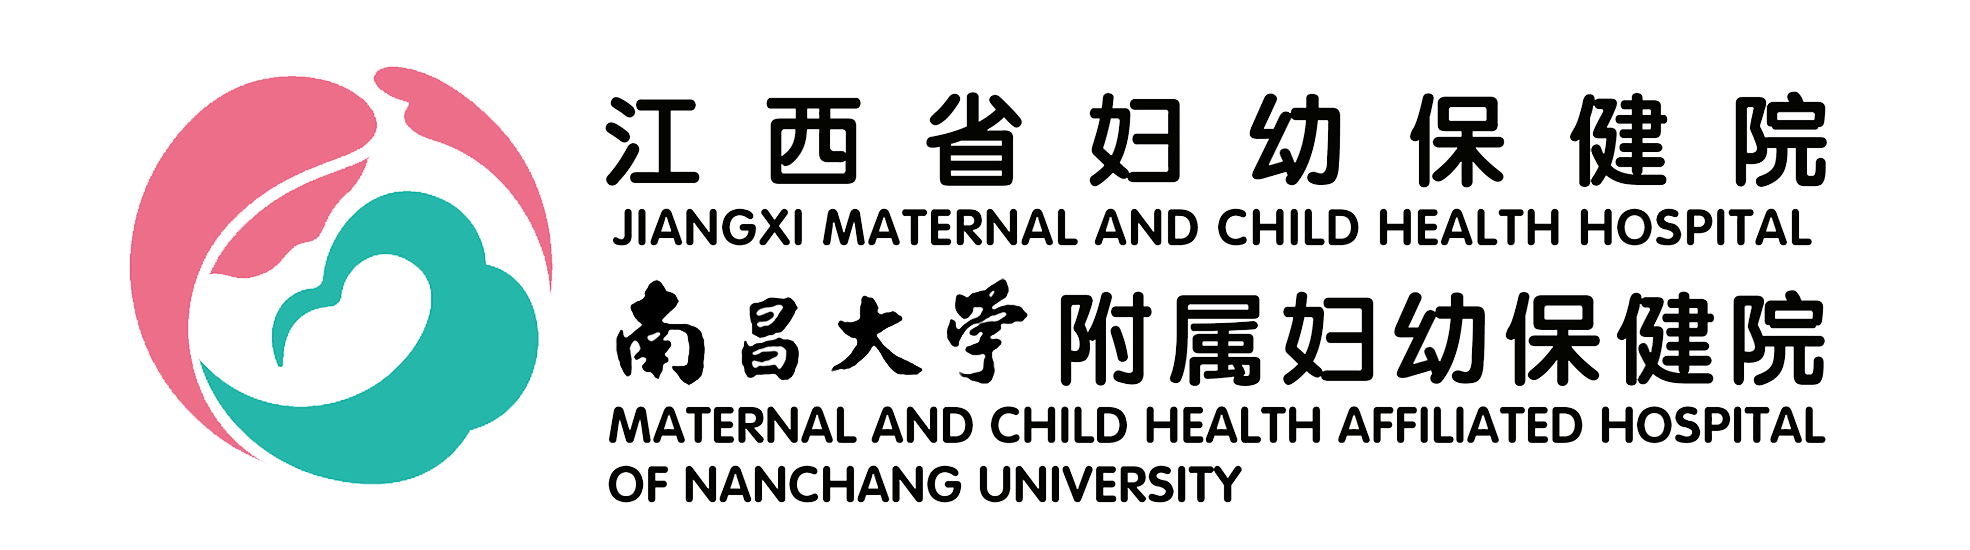 江西省妇幼保健院
JIANGXI MATERNAL AND CHILD HEALTH HOSPITAL
南昌大学附属妇幼保健院
MATERNAL AND CHILD HEALTH AFFILIATED HOSPITAL
OF NANCHANG UNIVERSITY